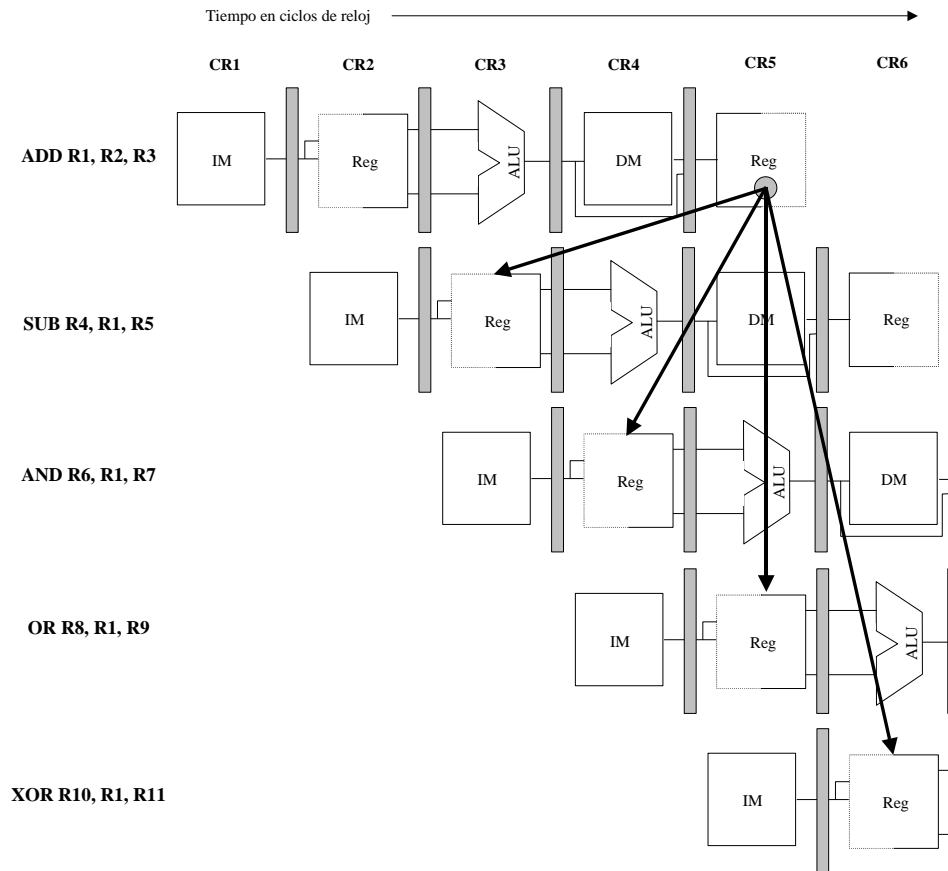 Tiempo en ciclos de reloj
CR1 CR2 CR3 CR4 CR5 CR6
ADD R1, R2, R3 IM Reg ALU DM Reg
SUB R4, R1, R5 IM Reg ALU DM Reg
AND R6, R1, R7 IM Reg ALU DM
OR R8, R1, R9 IM Reg ALU
XOR R10, R1, R11 IM Reg